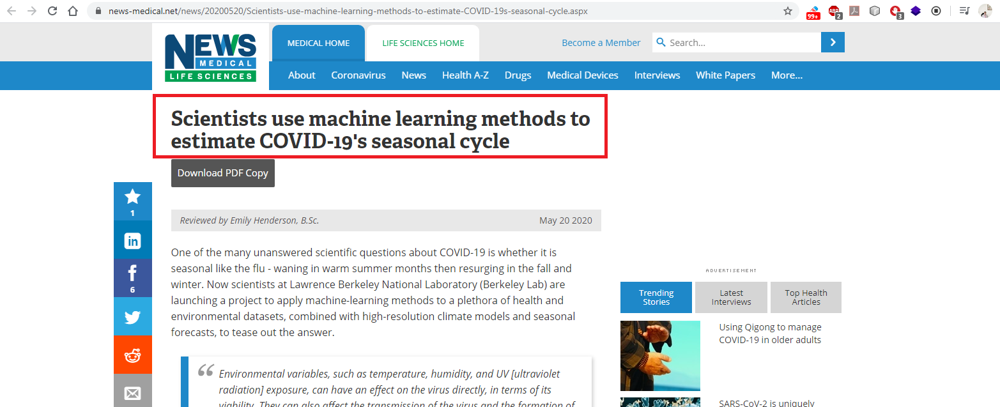 news-medical.net/news/20200520/Scientists-use-machine-learning-methods-to-estimate-COVID-19s-seasonal-cycle.aspx
99+
ABP
2
3
NEWS
MEDICAL
LIFE SCIENCES
MEDICAL HOME
LIFE SCIENCES HOME
Become a Member
Search...
About
Coronavirus
News
Health A-Z
Drugs
Medical Devices
Interviews
White Papers
More...
Scientists use machine learning methods to
estimate COVID-19's seasonal cycle
Download PDF Copy
1
in
f
6
Reviewed by Emily Henderson, B.Sc.
May 20 2020
One of the many unanswered scientific questions about COVID-19 is whether it is
seasonal like the flu - waning in warm summer months then resurging in the fall and
winter. Now scientists at Lawrence Berkeley National Laboratory (Berkeley Lab) are
launching a project to apply machine-learning methods to a plethora of health and
environmental datasets, combined with high-resolution climate models and seasonal
forecasts, to tease out the answer.
“ Environmental variables, such as temperature, humidity, and UV [ultraviolet
radiation] exposure, can have an effect on the virus directly, in terms of its
viability. They can also affect the transmission of the virus and the formation of
ADVERTISEMENT
Trending
Stories
Latest
Interviews
Top Health
Articles
Using Qigong to manage
COVID-19 in older adults
SARS-CoV-2 is uniquely